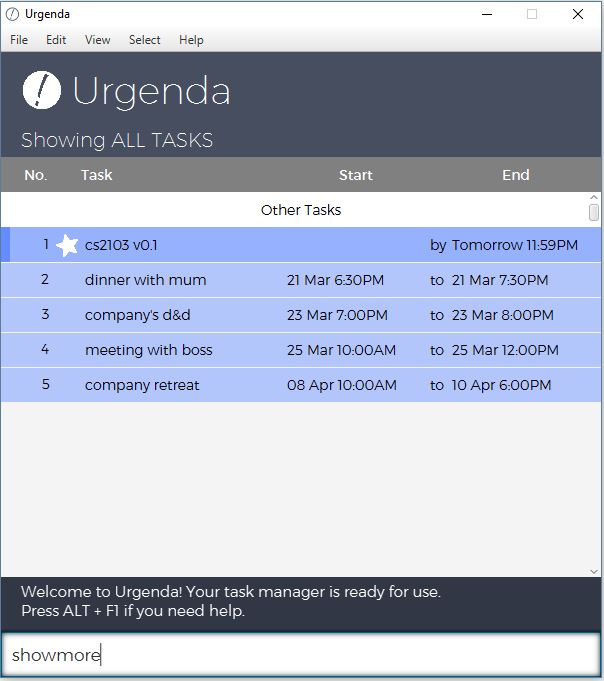 Urgenda
File Edit View Select Help
Urgenda
Showing ALL TASKS
No. Task Start End
Other Tasks
1 cs2103 v0.1 by Tomorrow 11:59PM
2 dinner with mum 21 Mar 6:30PM to 21 Mar 7:30PM
3 company's d&d 23 Mar 7:00PM to 23 Mar 8:00PM
4 meeting with boss 25 Mar 10:00AM to 25 Mar 12:00PM
5 company retreat 08 Apr 10:00AM to 10 Apr 6:00PM
Welcome to Urgenda! Your task manager is ready for use.
Press ALT + F1 if you need help.
showmore